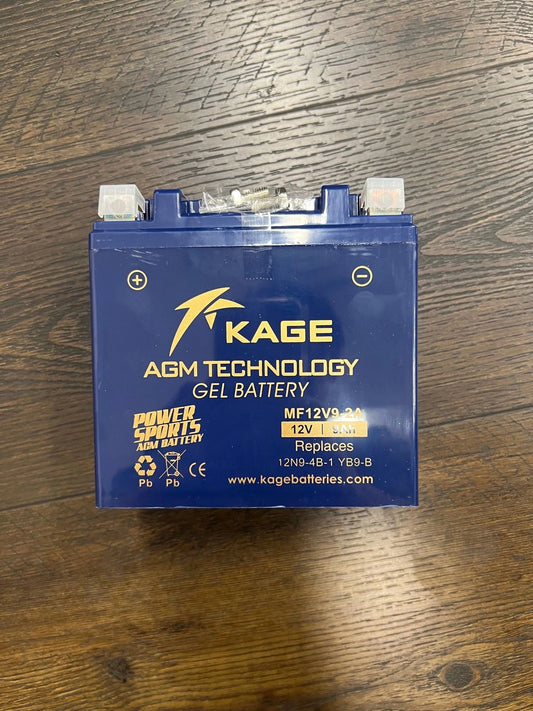 + −
KAGE
AGM TECHNOLOGY
GEL BATTERY
MF12V9-2A
12V | 9Ah
POWER
SPORTS
AGM BATTERY
Replaces
12N9-4B-1 YB9-B
CE
Pb Pb
www.kagebatteries.com